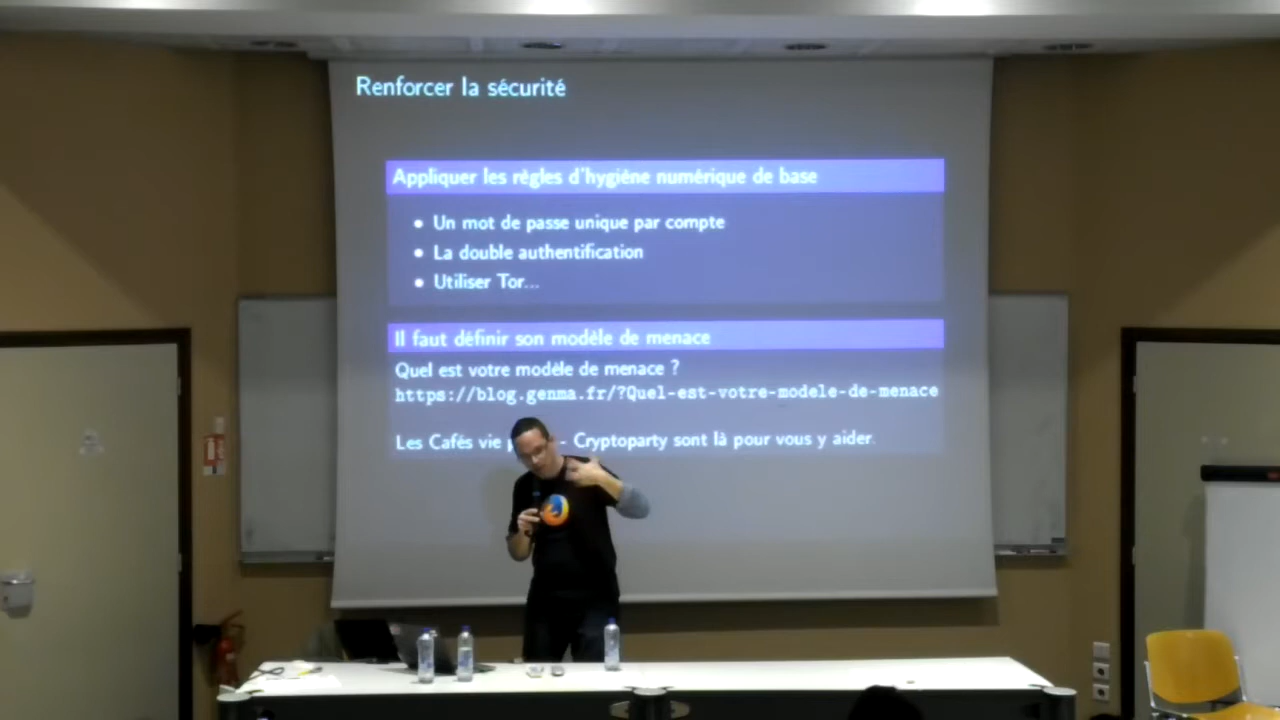 Renforcer la sécurité
Appliquer les règles d'hygiène numérique de base
Un mot de passe unique par compte
La double authentification
Utiliser Tor...
Il faut définir son modèle de menace
Quel est votre modèle de menace ?
https://blog.genma.fr/?Quel-est-votre-modele-de-menace
Les Cafés vie - Cryptoparty sont là pour vous y aider.